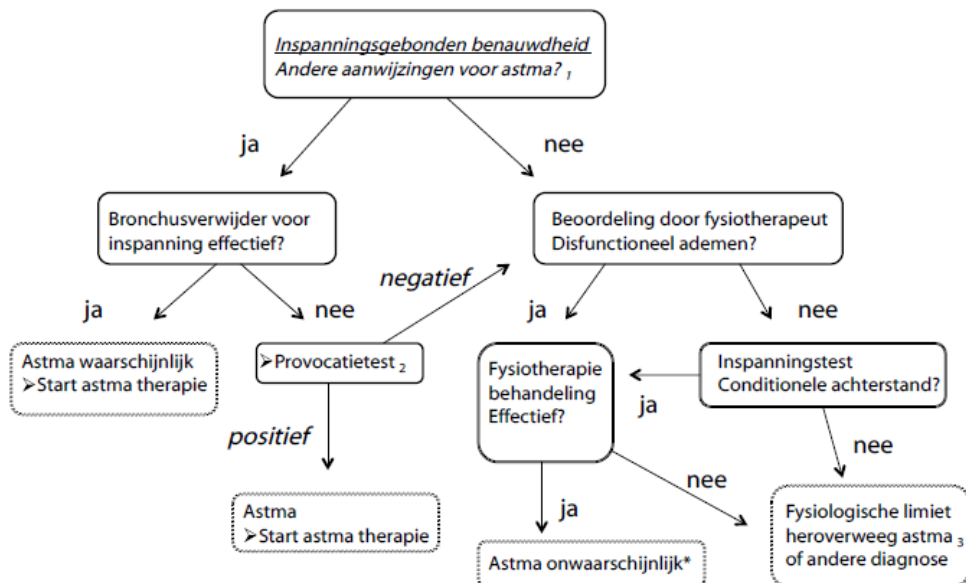 Inspanningsgebonden benauwdheid
Andere aanwijzingen voor astma? 1
ja
nee
Bronchusverwijder voor
inspanning effectief?
Beoordeling door fysiotherapeut
Disfunctioneel ademen?
negatief
ja
nee
ja
nee
Astma waarschijnlijk
➢Start astma therapie
➢Provocatietest 2
Fysiotherapie
behandeling
Effectief?
Inspanningstest
Conditionele achterstand?
ja
positief
nee
nee
ja
Astma
➢Start astma therapie
Fysiologische limiet
heroverweeg astma 3
of andere diagnose
Astma onwaarschijnlijk*